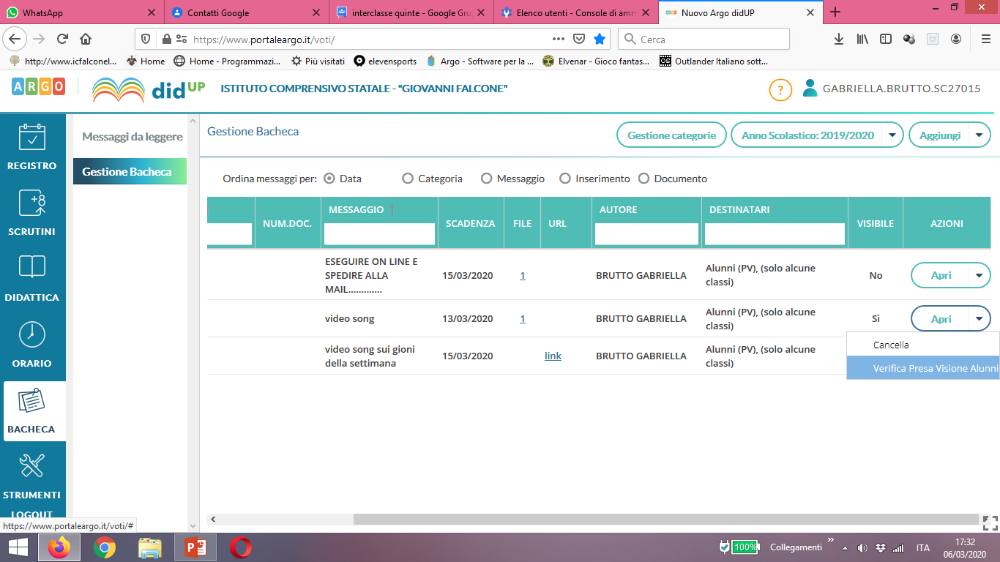 WhatsApp
Contatti Google
interclasse quinte - Google Gru
Elenco utenti - Console di amm
Nuovo Argo didUP
https://www.portaleargo.it/voti/
Cerca
http://www.icfalconel...
Home
Home - Programmazi...
Più visitati
elevensports
Argo - Software per la ...
Elvenar - Gioco fantas...
Outlander Italiano sott...
ARGO
didUP
ISTITUTO COMPRENSIVO STATALE - "GIOVANNI FALCONE"
?
GABRIELLA.BRUTTO.SC27015
REGISTRO
+8
SCRUTINI
DIDATTICA
ORARIO
BACHECA
STRUMENTI
LOGOUT
Messaggi da leggere
Gestione Bacheca
Gestione Bacheca
Gestione categorie
Anno Scolastico: 2019/2020
Aggiungi
Ordina messaggi per:
Data
Categoria
Messaggio
Inserimento
Documento
NUM.DOC.
MESSAGGIO
SCADENZA
FILE
URL
AUTORE
DESTINATARI
VISIBILE
AZIONI
ESEGUIRE ON LINE E
SPEDIRE ALLA
MAIL.............
15/03/2020
1
BRUTTO GABRIELLA
Alunni (PV), (solo alcune
classi)
No
Apri
video song
13/03/2020
1
BRUTTO GABRIELLA
Alunni (PV), (solo alcune
classi)
Sì
Apri
video song sui gioni
della settimana
15/03/2020
link
BRUTTO GABRIELLA
Alunni (PV), (solo alcune
classi)
Cancella
Verifica Presa Visione Alunni
https://www.portaleargo.it/voti/#
100%
Collegamenti
ITA
17:32
06/03/2020